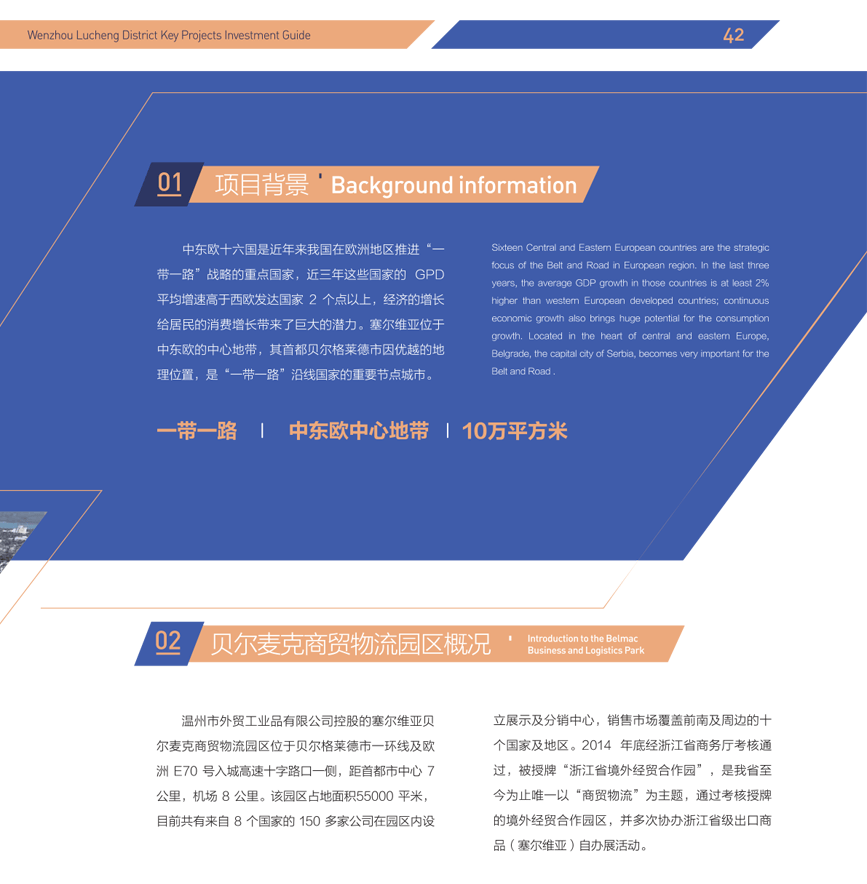 Wenzhou Lucheng District Key Projects Investment Guide
42
01
项目背景 ' Background information
中东欧十六国是近年来我国在欧洲地区推进“一
带一路”战略的重点国家，近三年这些国家的 GPD
平均增速高于西欧发达国家 2 个点以上，经济的增长
给居民的消费增长带来了巨大的潜力。塞尔维亚位于
中东欧的中心地带，其首都贝尔格莱德市因优越的地
理位置，是“一带一路”沿线国家的重要节点城市。
Sixteen Central and Eastern European countries are the strategic
focus of the Belt and Road in European region. In the last three
years, the average GDP growth in those countries is at least 2%
higher than western European developed countries; continuous
economic growth also brings huge potential for the consumption
growth. Located in the heart of central and eastern Europe,
Belgrade, the capital city of Serbia, becomes very important for the
Belt and Road .
一带一路 | 中东欧中心地带 | 10万平方米
02
贝尔麦克商贸物流园区概况 '
Introduction to the Belmac
Business and Logistics Park
温州市外贸工业品有限公司控股的塞尔维亚贝
尔麦克商贸物流园区位于贝尔格莱德市一环线及欧
洲 E70 号入城高速十字路口一侧，距首都市中心 7
公里，机场 8 公里。该园区占地面积55000 平米，
目前共有来自 8 个国家的 150 多家公司在园区内设
立展示及分销中心，销售市场覆盖前南及周边的十
个国家及地区。2014 年底经浙江省商务厅考核通
过，被授牌“浙江省境外经贸合作园”，是我省至
今为止唯一以“商贸物流”为主题，通过考核授牌
的境外经贸合作园区，并多次协办浙江省级出口商
品（塞尔维亚）自办展活动。